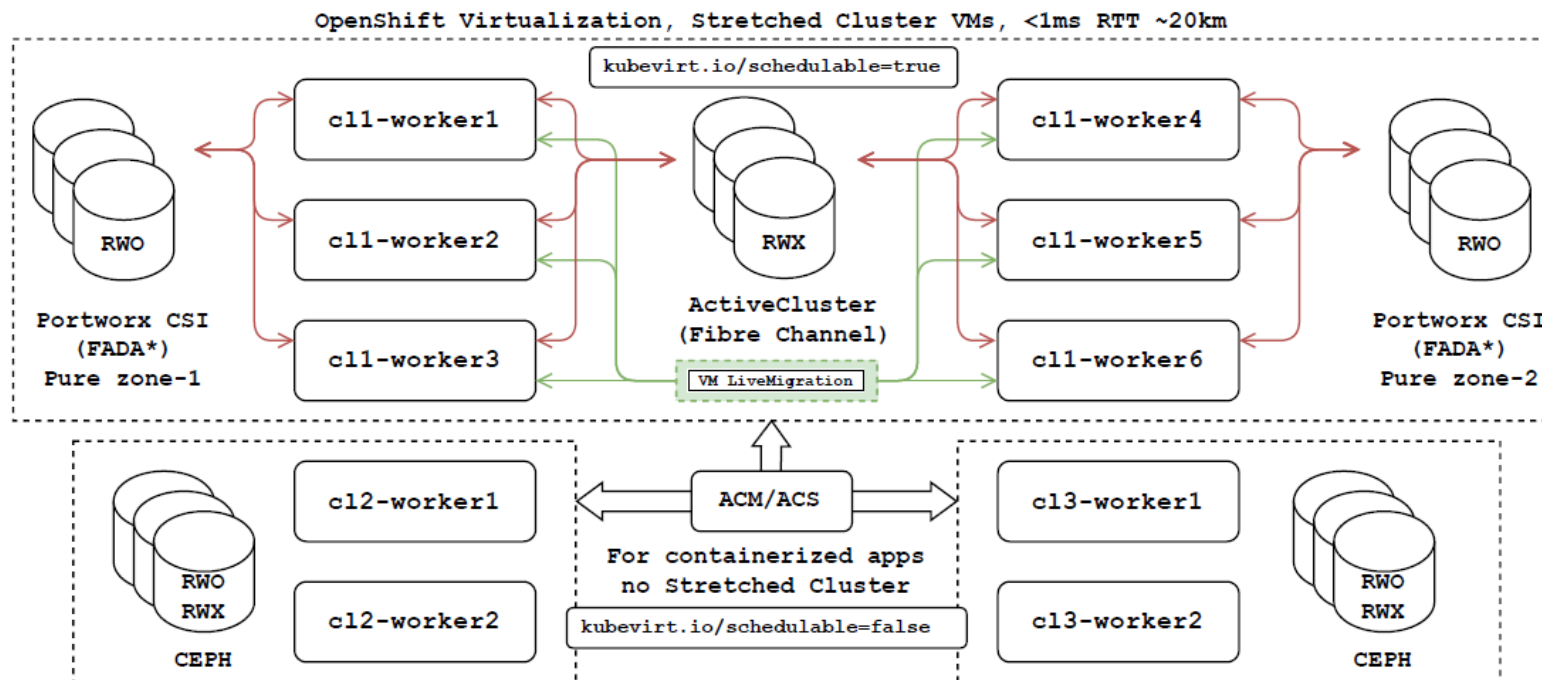 OpenShift Virtualization, Stretched Cluster VMs, <1ms RTT ~20km
kubevirt.io/schedulable=true
cl1-worker1
cl1-worker4
RWO
cl1-worker2
RWX
cl1-worker5
RWO
Portworx CSI
(FADA*)
Pure zone-1
cl1-worker3
ActiveCluster
(Fibre Channel)
VM LiveMigration
cl1-worker6
Portworx CSI
(FADA*)
Pure zone-2
RWO
RWX
CEPH
cl2-worker1
cl2-worker2
ACM/ACS
For containerized apps
no Stretched Cluster
kubevirt.io/schedulable=false
cl3-worker1
cl3-worker2
RWO
RWX
CEPH